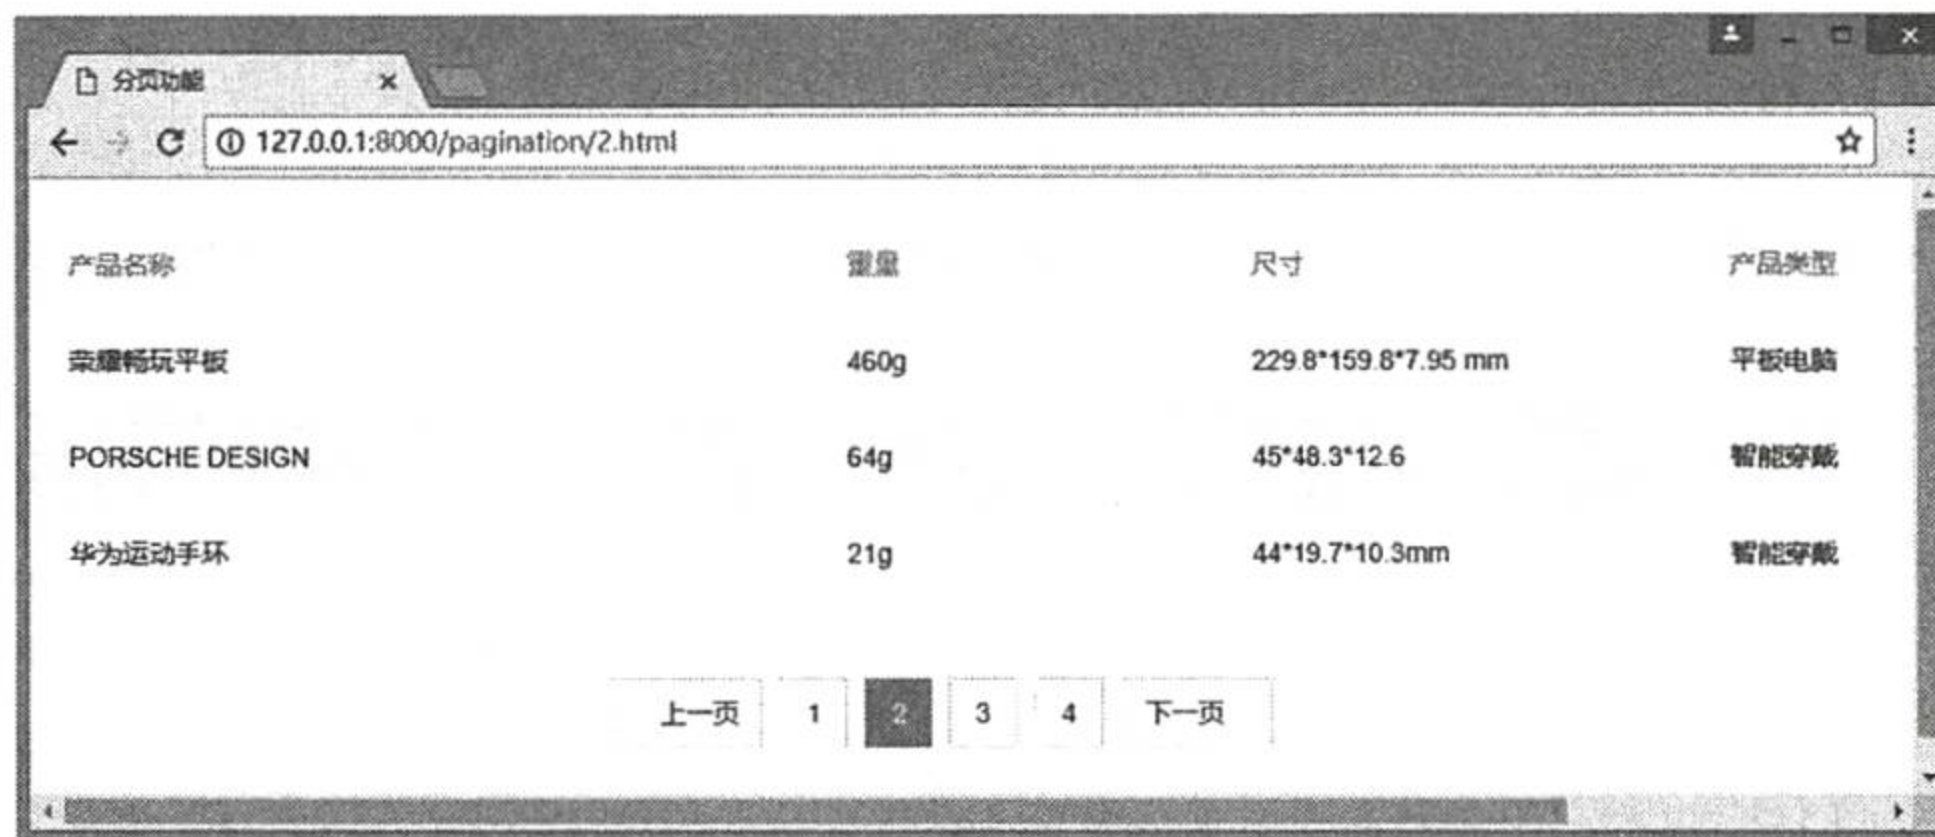 分页功能
127.0.0.1:8000/pagination/2.html
产品名称 重量 尺寸 产品类型
荣耀畅玩平板 460g 229.8*159.8*7.95 mm 平板电脑
PORSCHE DESIGN 64g 45*48.3*12.6 智能穿戴
华为运动手环 21g 44*19.7*10.3mm 智能穿戴
上一页 1 2 3 4 下一页